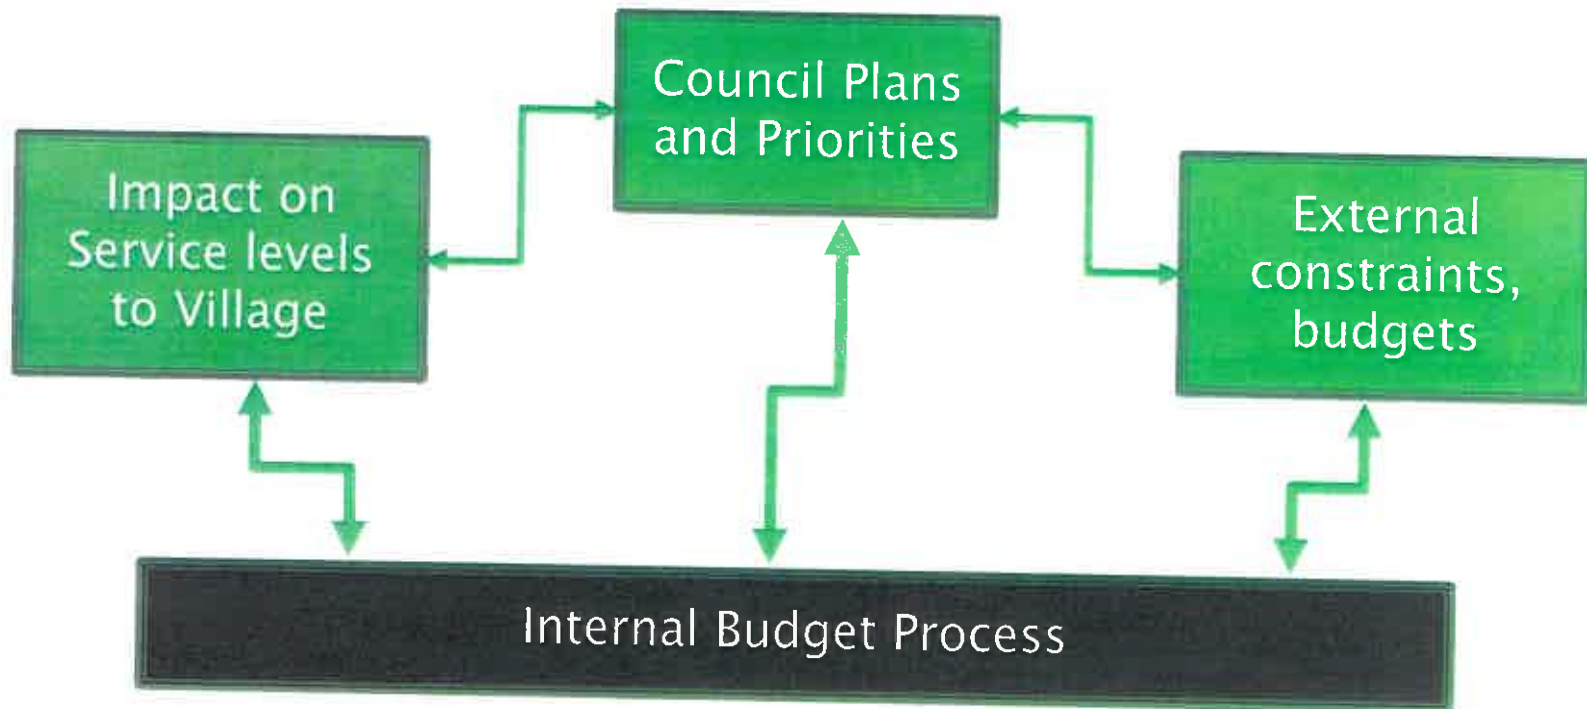 Council Plans
and Priorities
Impact on
Service levels
to Village
External
constraints,
budgets
Internal Budget Process